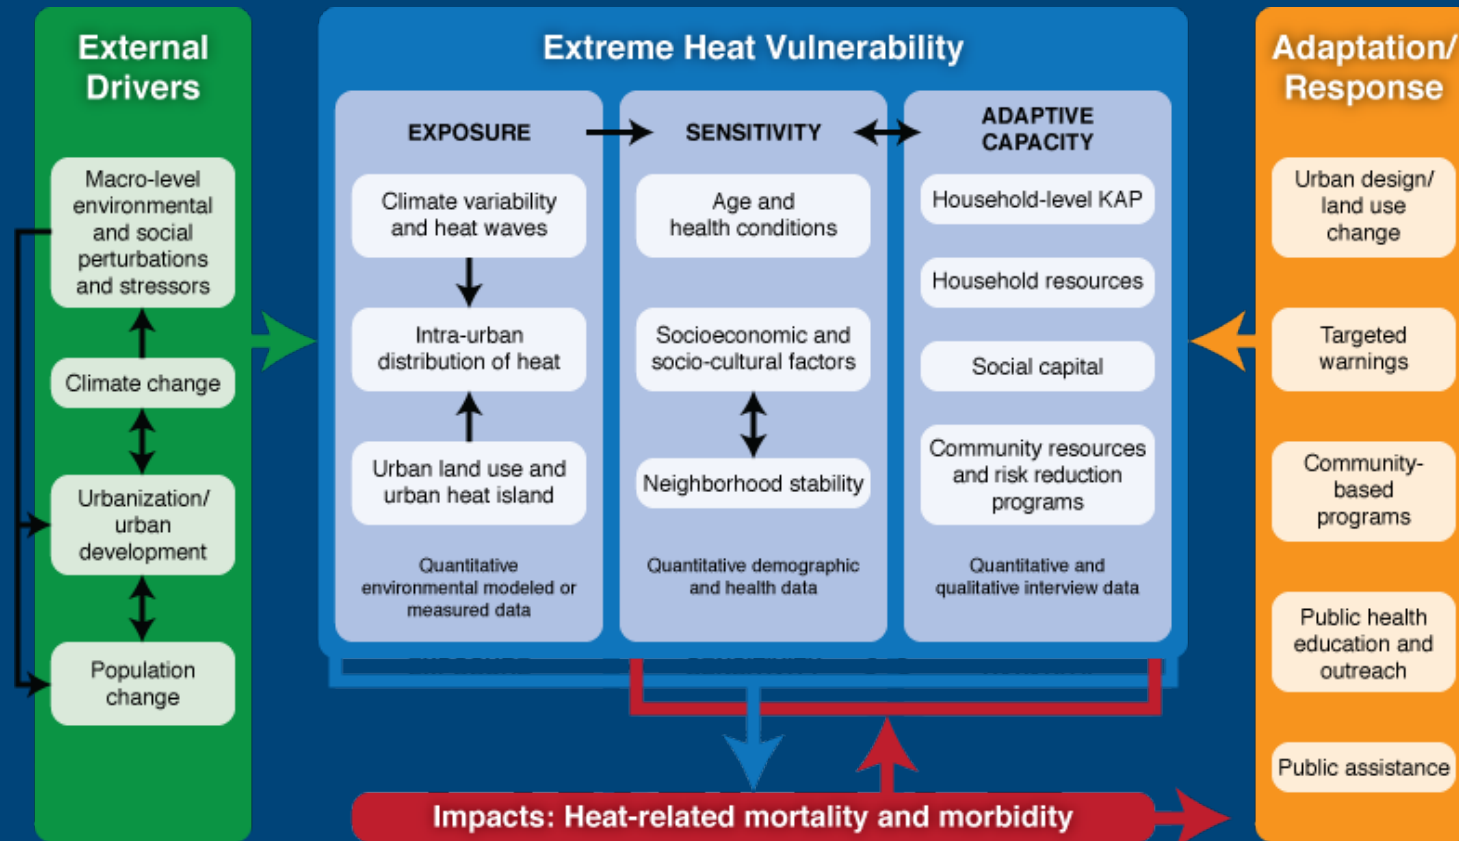 External
Drivers
Macro-level
environmental
and social
perturbations
and stressors
Climate change
Urbanization/
urban
development
Population
change
Extreme Heat Vulnerability
EXPOSURE
Climate variability
and heat waves
Intra-urban
distribution of heat
Urban land use and
urban heat island
Quantitative
environmental modeled or
measured data
SENSITIVITY
Age and
health conditions
Socioeconomic and
socio-cultural factors
Neighborhood stability
Quantitative demographic
and health data
ADAPTIVE
CAPACITY
Household-level KAP
Household resources
Social capital
Community resources
and risk reduction
programs
Quantitative and
qualitative interview data
Impacts: Heat-related mortality and morbidity
Adaptation/
Response
Urban design/
land use
change
Targeted
warnings
Community-
based
programs
Public health
education and
outreach
Public assistance